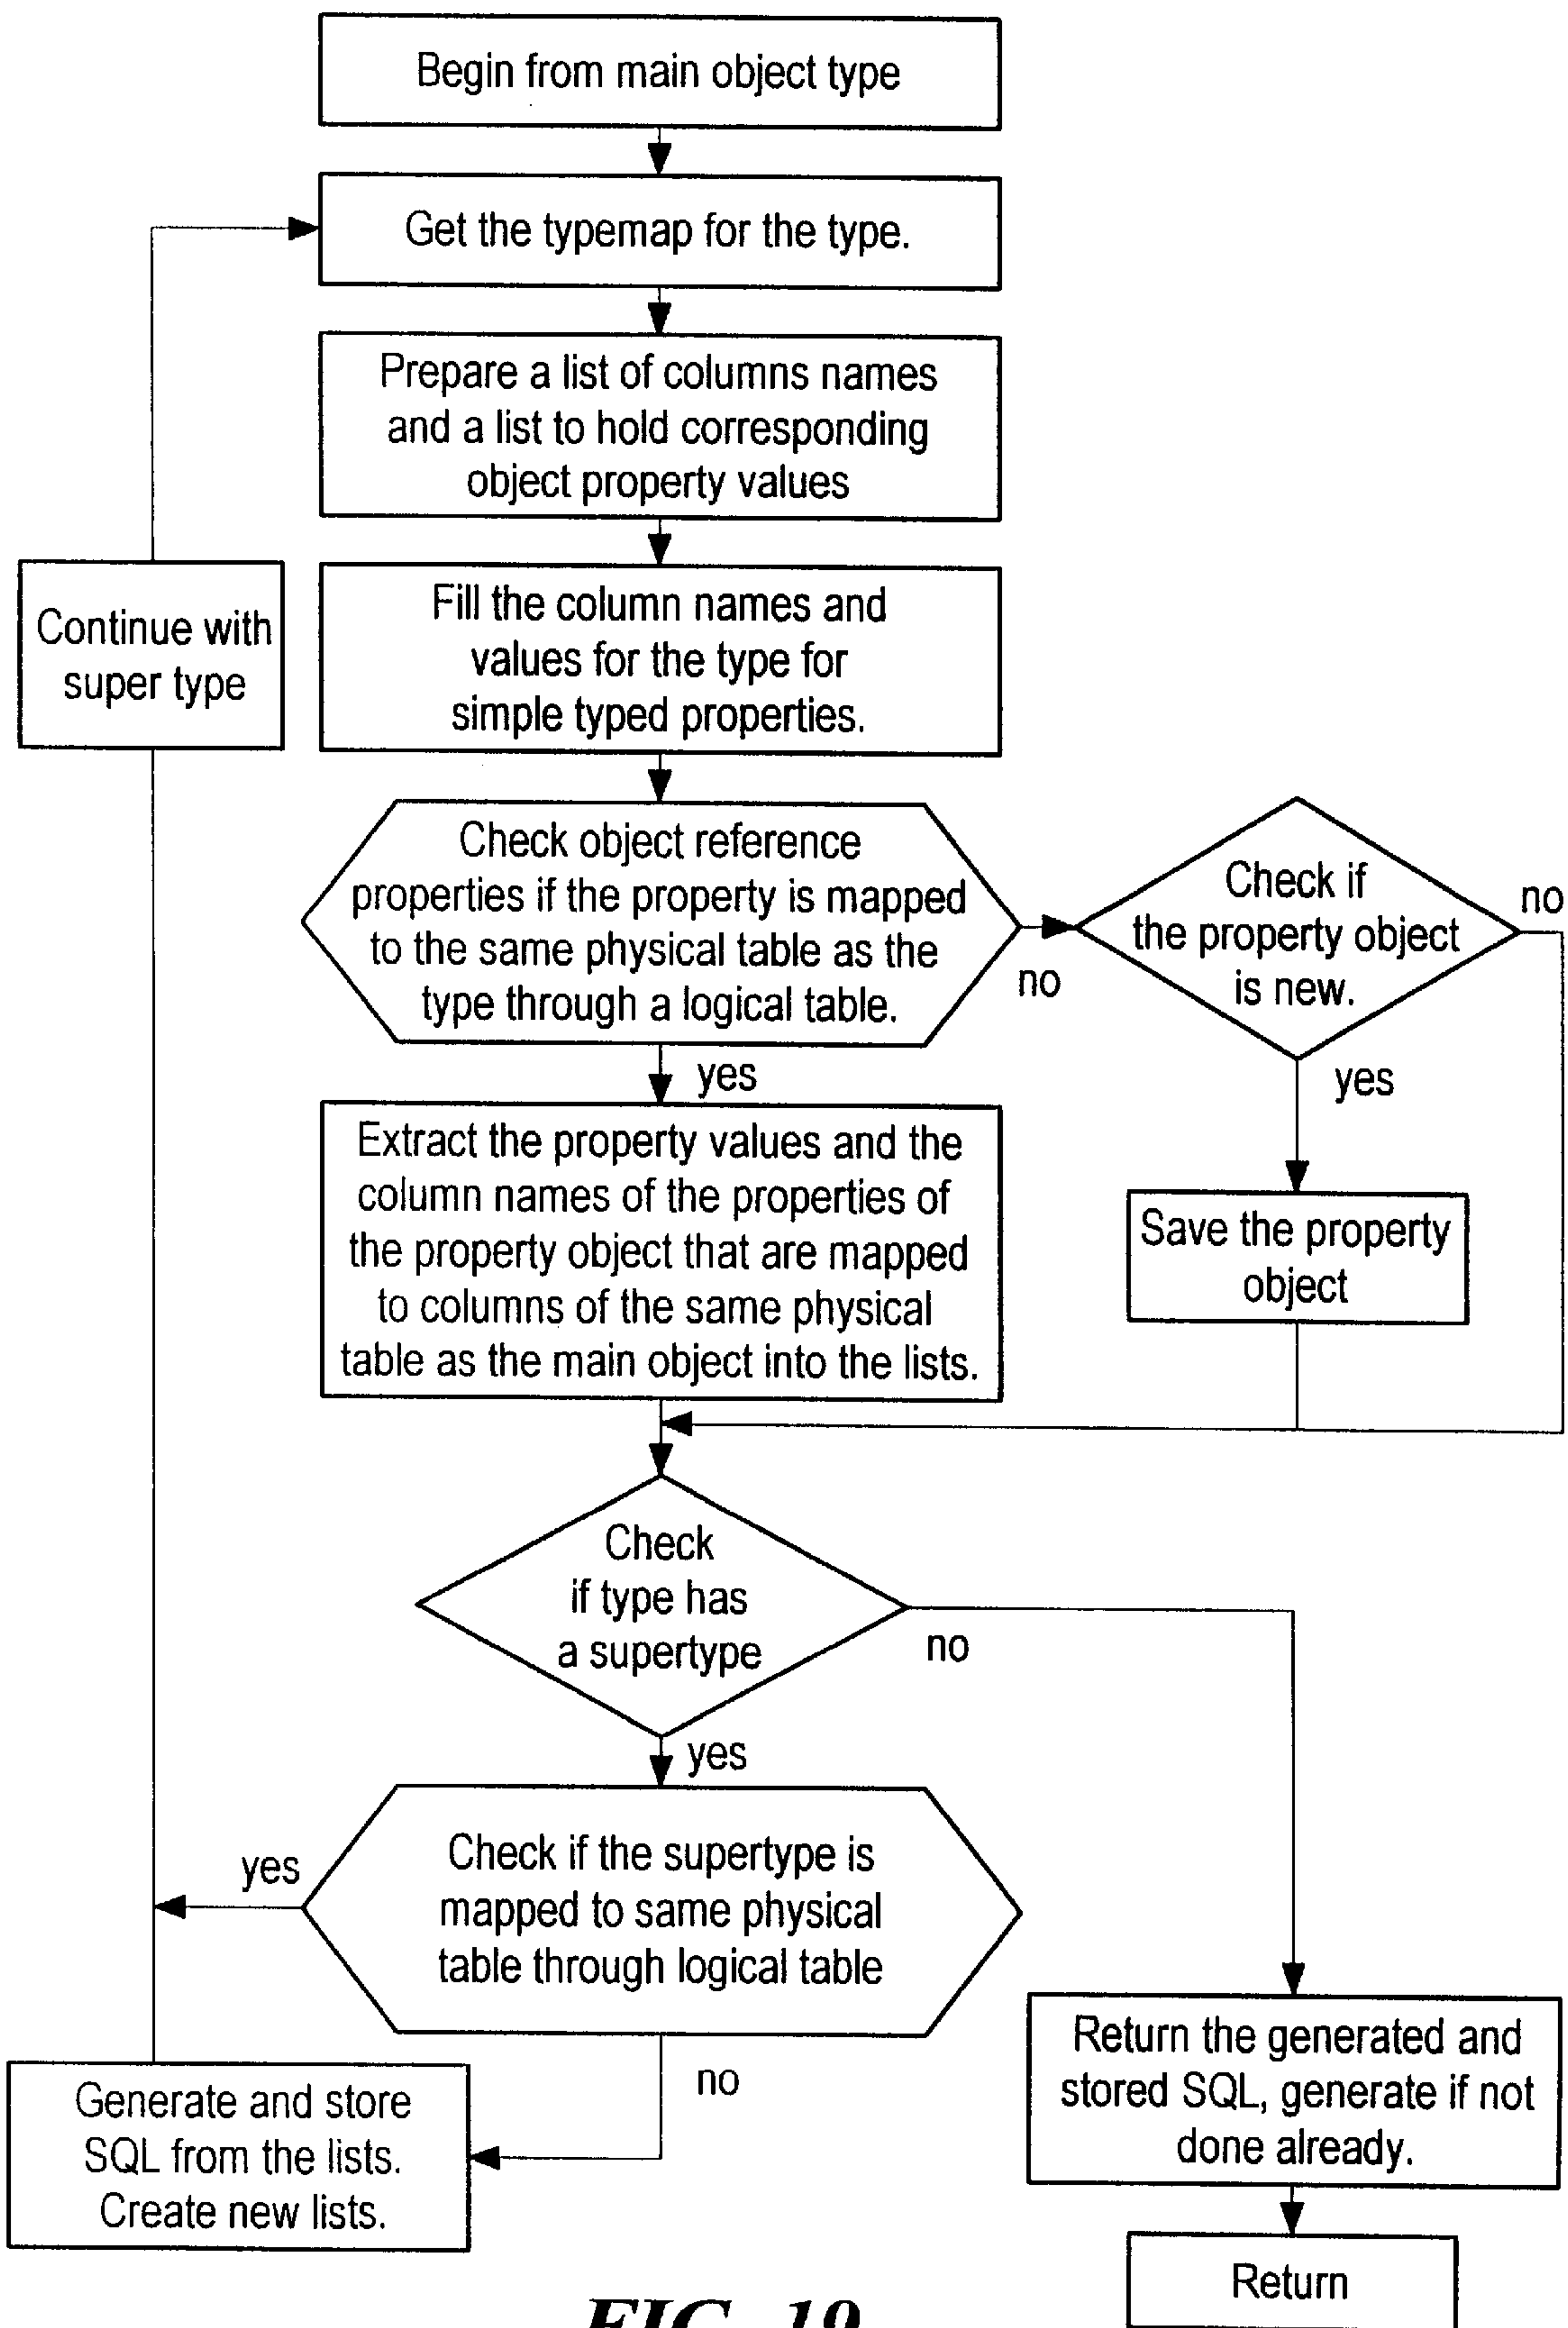 Begin from main object type
Get the typemap for the type.
Prepare a list of columns names
and a list to hold corresponding
object property values
Continue with
super type
Fill the column names and
values for the type for
simple typed properties.
Check object reference
properties if the property is mapped
to the same physical table as the
type through a logical table.
no
Check if
the property object
is new.
no
yes
yes
Extract the property values and the
column names of the properties of
the property object that are mapped
to columns of the same physical
table as the main object into the lists.
Save the property
object
Check
if type has
a supertype
no
yes
Check if the supertype is
mapped to same physical
table through logical table
yes
no
Generate and store
SQL from the lists.
Create new lists.
Return the generated and
stored SQL, generate if not
done already.
Return
FIG. 19